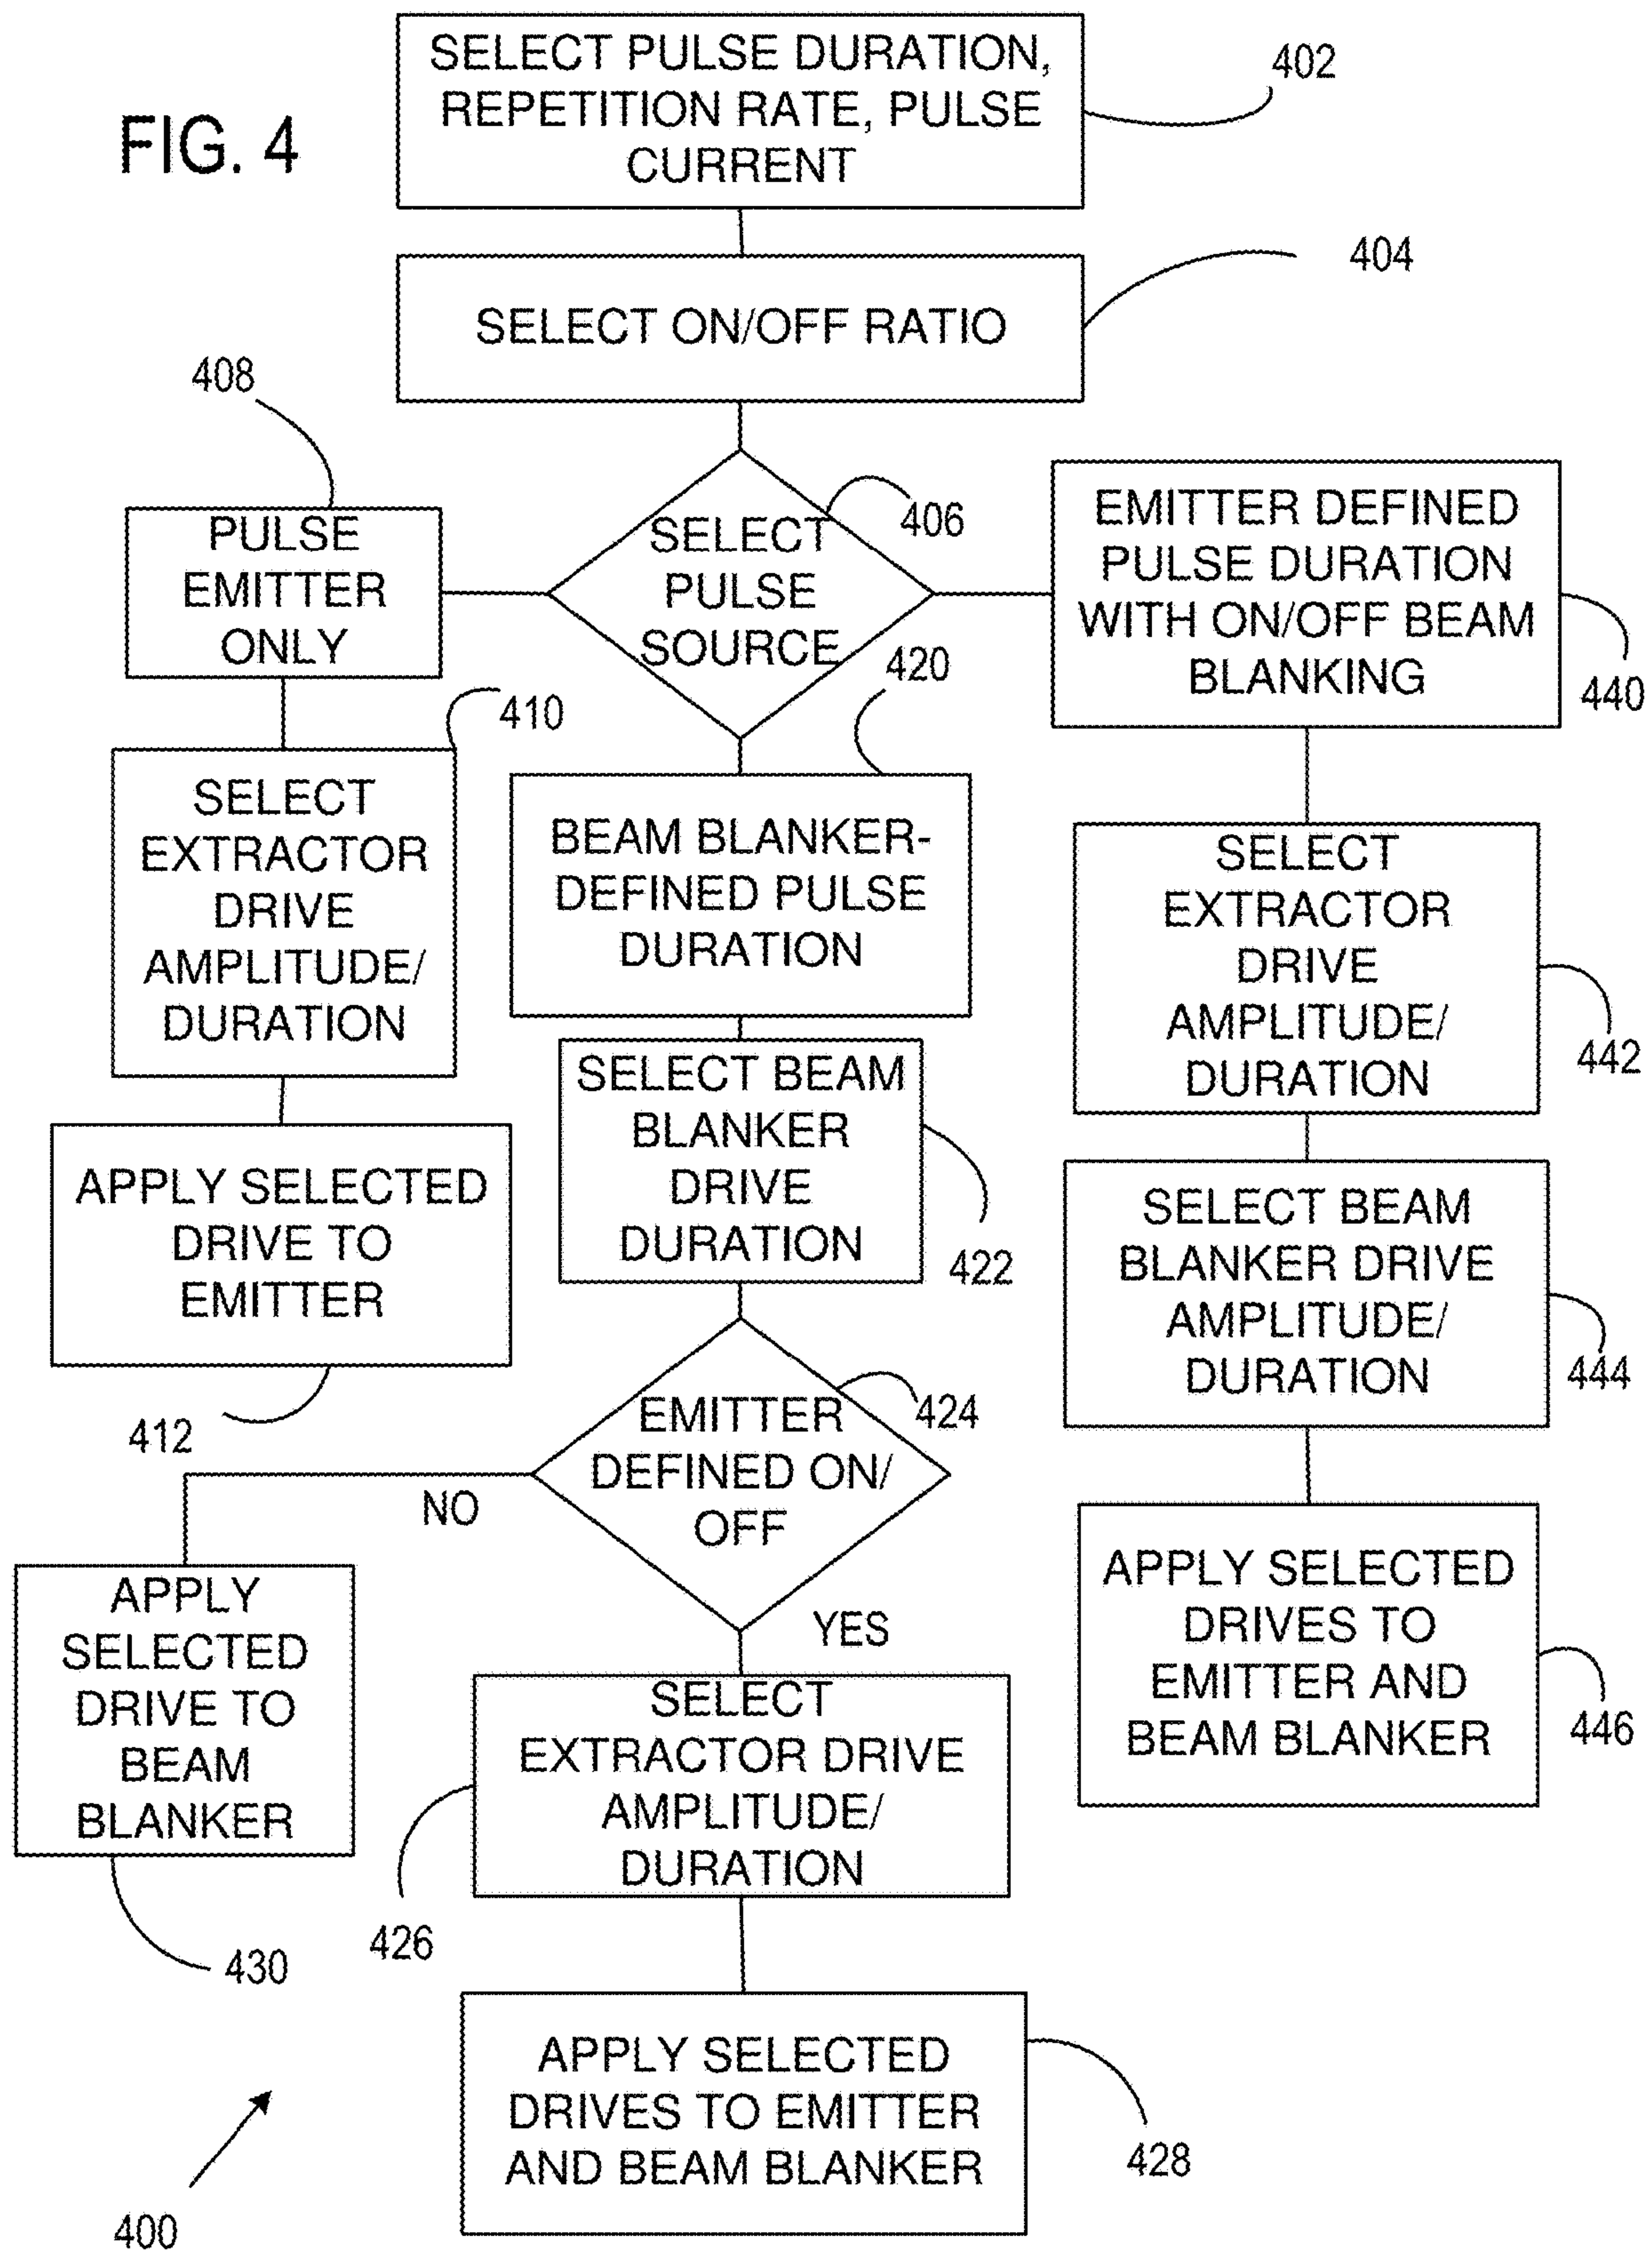 FIG. 4
SELECT PULSE DURATION,
REPETITION RATE, PULSE
CURRENT
402
SELECT ON/OFF RATIO
404
SELECT
PULSE
SOURCE
406
PULSE
EMITTER
ONLY
408
SELECT
EXTRACTOR
DRIVE
AMPLITUDE/
DURATION
410
APPLY SELECTED
DRIVE TO
EMITTER
412
BEAM BLANKER-
DEFINED PULSE
DURATION
420
SELECT BEAM
BLANKER
DRIVE
DURATION
422
EMITTER
DEFINED ON/
OFF
424
NO
YES
APPLY
SELECTED
DRIVE TO
BEAM
BLANKER
430
SELECT
EXTRACTOR DRIVE
AMPLITUDE/
DURATION
426
APPLY SELECTED
DRIVES TO EMITTER
AND BEAM BLANKER
428
EMITTER DEFINED
PULSE DURATION
WITH ON/OFF BEAM
BLANKING
440
SELECT
EXTRACTOR
DRIVE
AMPLITUDE/
DURATION
442
SELECT BEAM
BLANKER DRIVE
AMPLITUDE/
DURATION
444
APPLY SELECTED
DRIVES TO
EMITTER AND
BEAM BLANKER
446
400